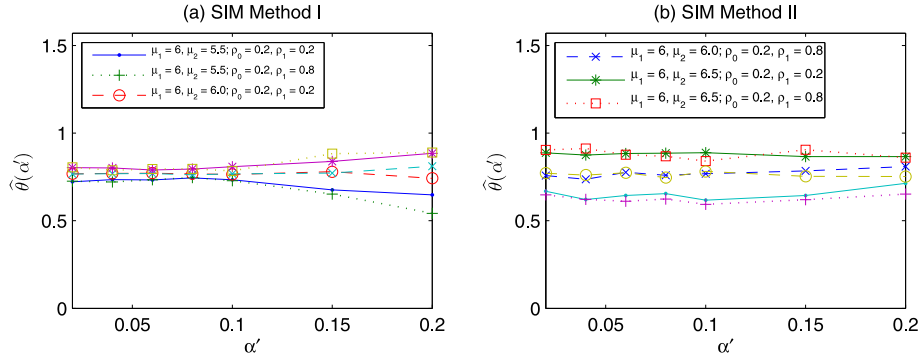 (a) SIM Method I
μ₁ = 6, μ₂ = 5.5; ρ₀ = 0.2, ρ₁ = 0.2
μ₁ = 6, μ₂ = 5.5; ρ₀ = 0.2, ρ₁ = 0.8
μ₁ = 6, μ₂ = 6.0; ρ₀ = 0.2, ρ₁ = 0.2
1.5
1
0.5
0
θ̂(α′)
0.05
0.1
0.15
0.2
α′
(b) SIM Method II
μ₁ = 6, μ₂ = 6.0; ρ₀ = 0.2, ρ₁ = 0.8
μ₁ = 6, μ₂ = 6.5; ρ₀ = 0.2, ρ₁ = 0.2
μ₁ = 6, μ₂ = 6.5; ρ₀ = 0.2, ρ₁ = 0.8
1.5
1
0.5
0
θ̂(α′)
0.05
0.1
0.15
0.2
α′